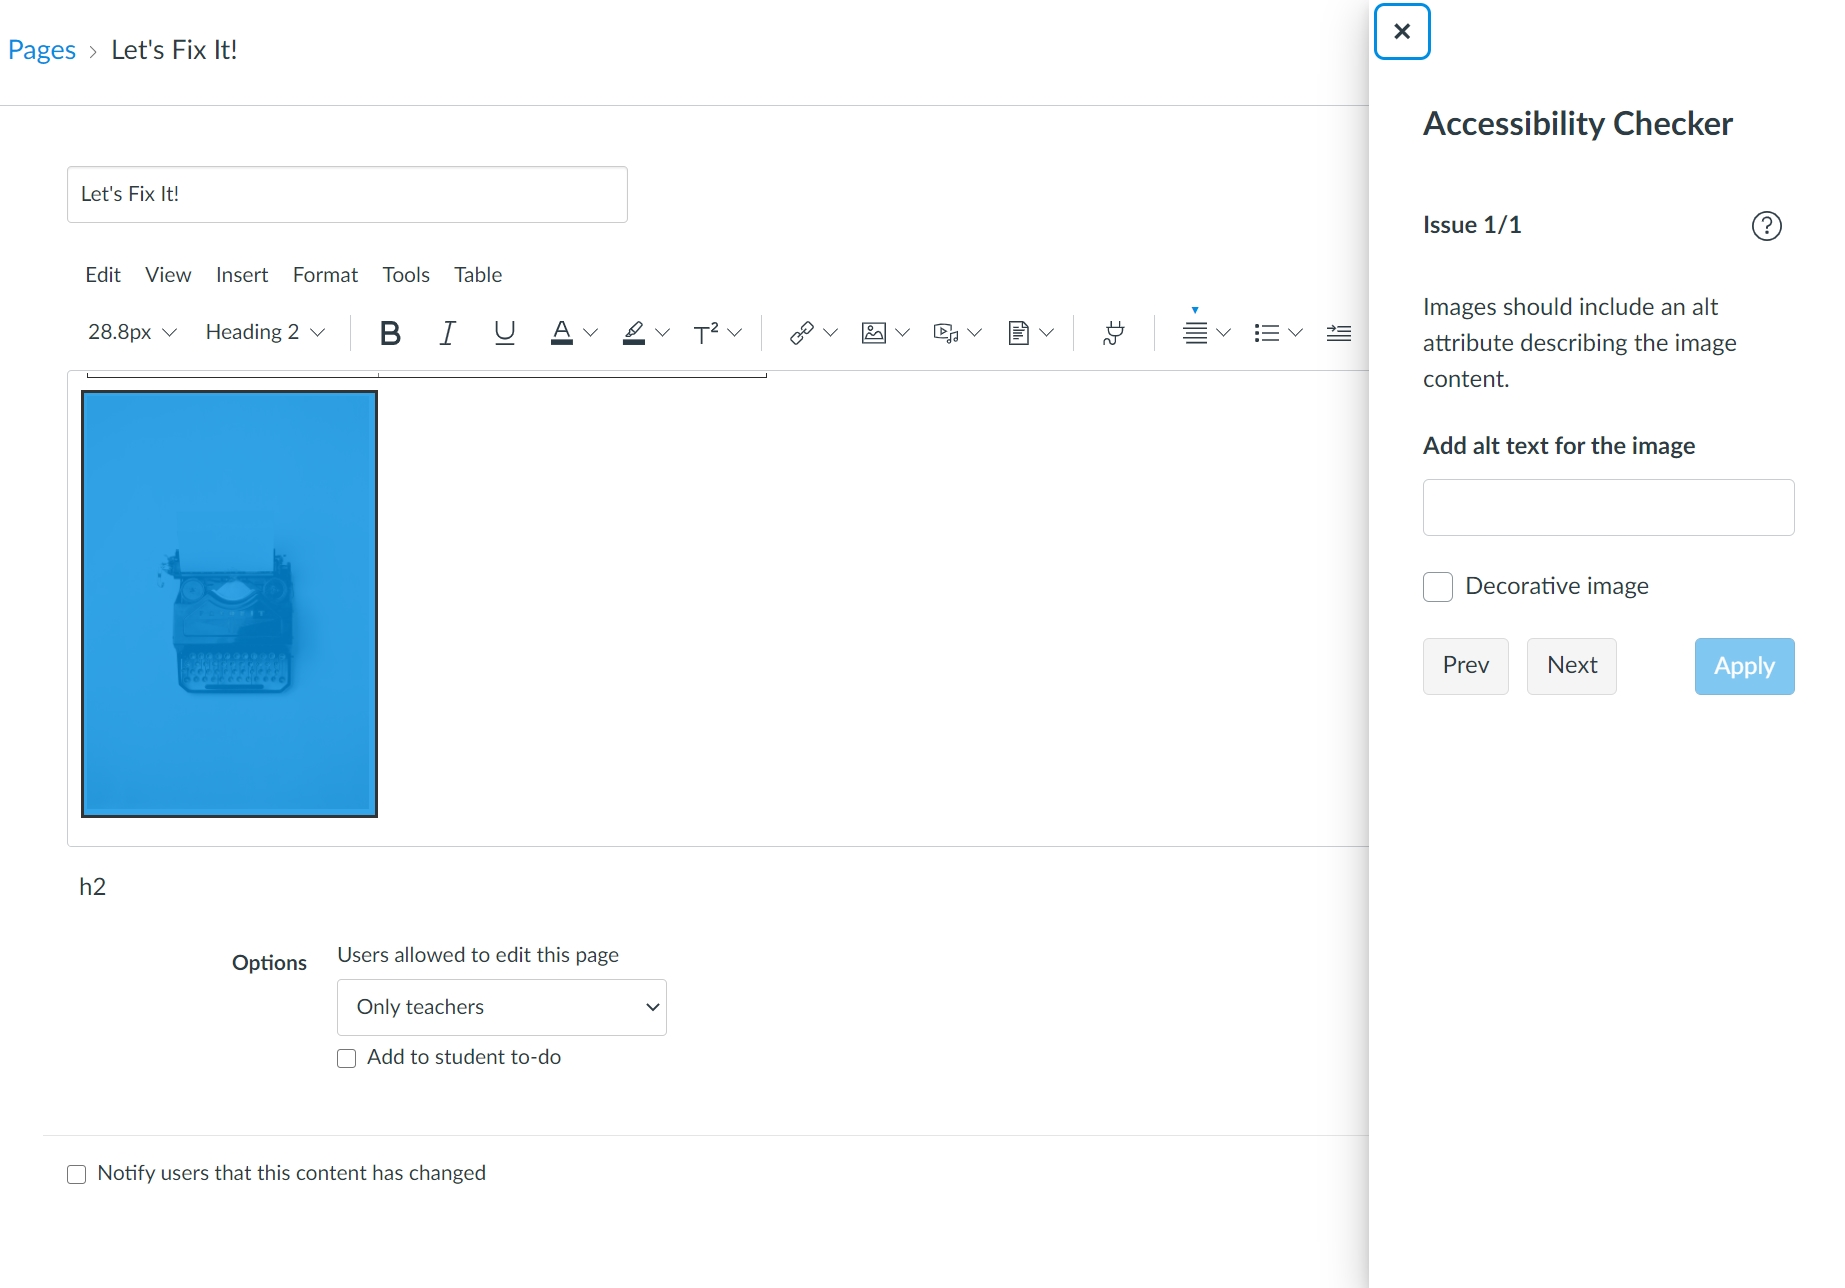 Pages > Let's Fix It!
Let's Fix It!
Edit View Insert Format Tools Table
28.8px Heading 2 B I U A T²
h2
Options Users allowed to edit this page
Only teachers
Add to student to-do
Notify users that this content has changed
×
Accessibility Checker
Issue 1/1 ?
Images should include an alt
attribute describing the image
content.
Add alt text for the image
Decorative image
Prev Next Apply